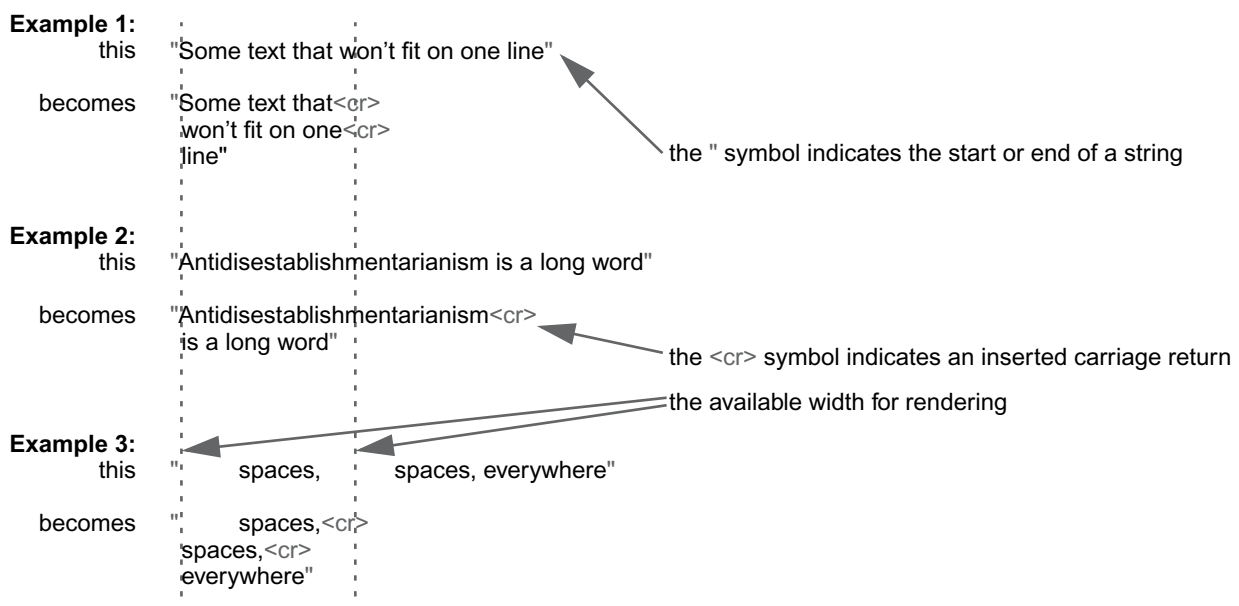 Example 1:
this "Some text that won’t fit on one line"
becomes "Some text that<cr>
won’t fit on one<cr>
line"
the " symbol indicates the start or end of a string
Example 2:
this "Antidisestablishmentarianism is a long word"
becomes "Antidisestablishmentarianism<cr>
is a long word"
the <cr> symbol indicates an inserted carriage return
the available width for rendering
Example 3:
this "        spaces,        spaces, everywhere"
becomes "        spaces,<cr>
spaces,<cr>
everywhere"